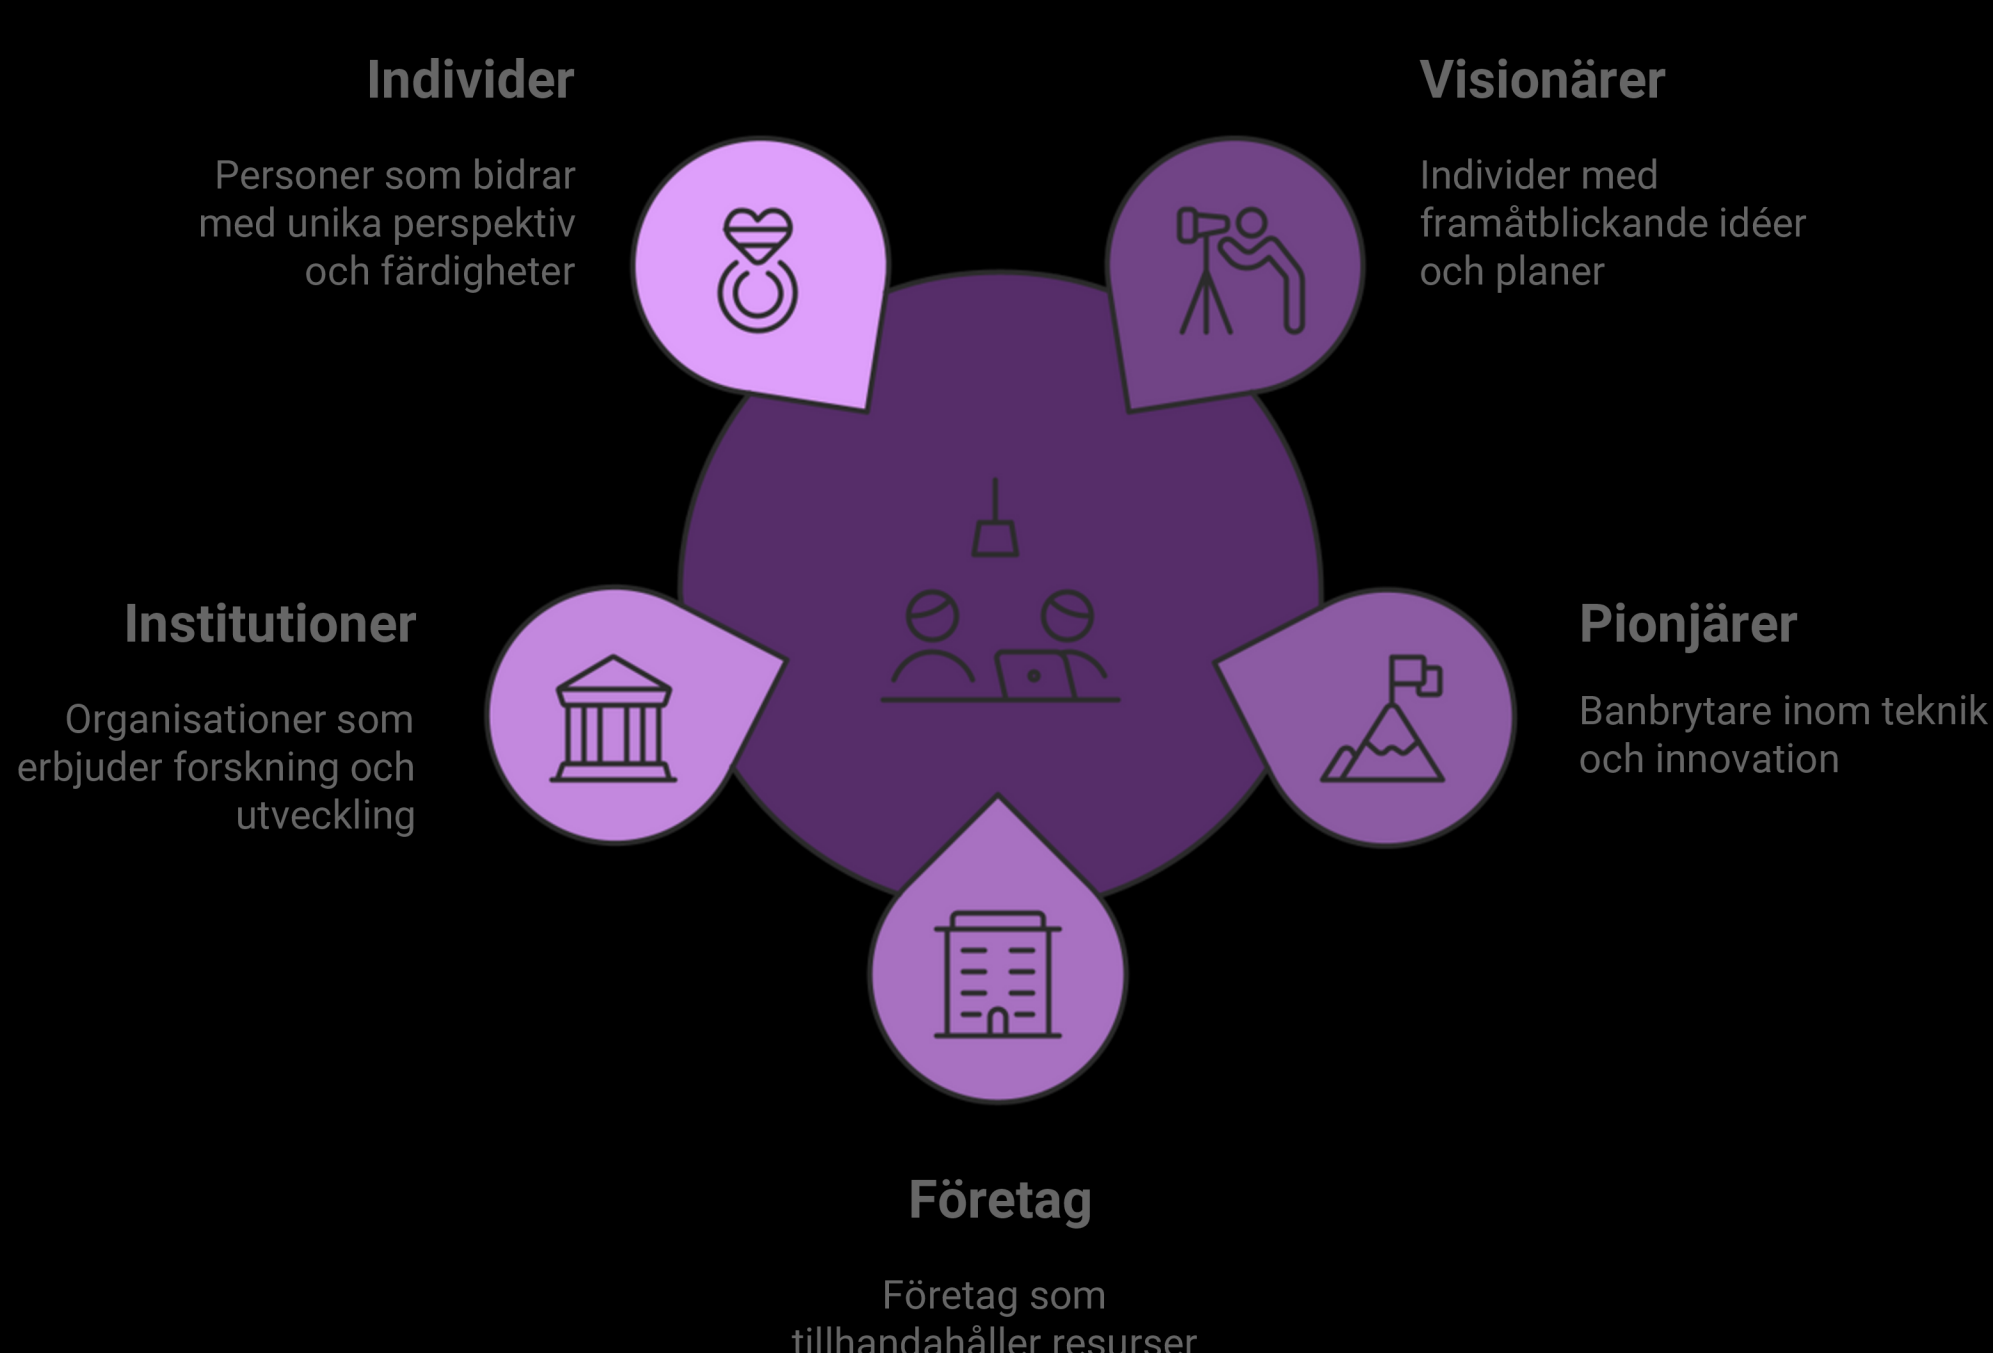 Individer
Personer som bidrar
med unika perspektiv
och färdigheter
Visionärer
Individer med
framåtblickande idéer
och planer
Institutioner
Organisationer som
erbjuder forskning och
utveckling
Pionjärer
Banbrytare inom teknik
och innovation
Företag
Företag som
tillhandahåller resurser